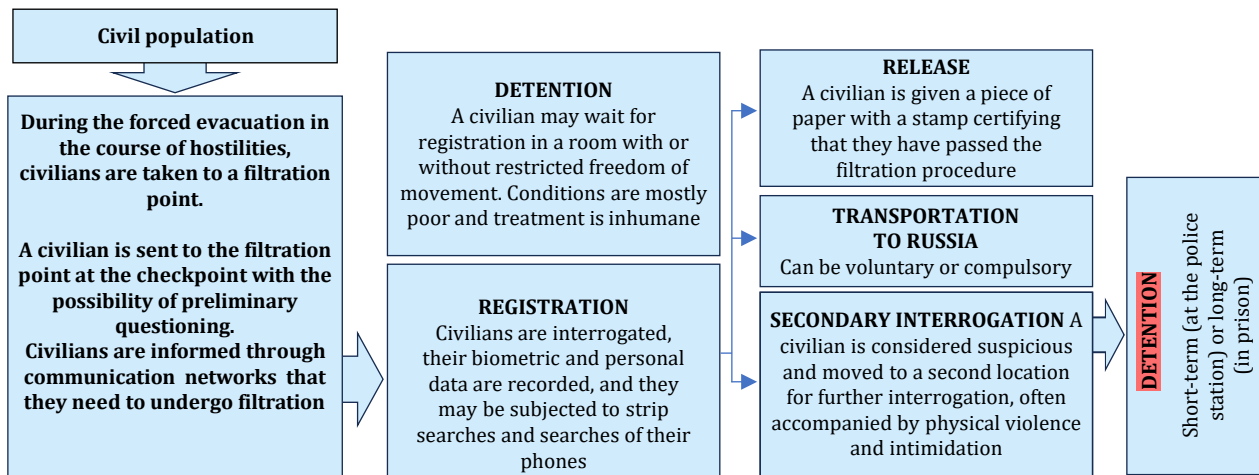 Civil population
During the forced evacuation in
the course of hostilities,
civilians are taken to a filtration
point.
A civilian is sent to the filtration
point at the checkpoint with the
possibility of preliminary
questioning.
Civilians are informed through
communication networks that
they need to undergo filtration
DETENTION
A civilian may wait for
registration in a room with or
without restricted freedom of
movement. Conditions are mostly
poor and treatment is inhumane
REGISTRATION
Civilians are interrogated,
their biometric and personal
data are recorded, and they
may be subjected to strip
searches and searches of their
phones
RELEASE
A civilian is given a piece of
paper with a stamp certifying
that they have passed the
filtration procedure
TRANSPORTATION
TO RUSSIA
Can be voluntary or compulsory
SECONDARY INTERROGATION A
civilian is considered suspicious
and moved to a second location
for further interrogation, often
accompanied by physical violence
and intimidation
DETENTION
Short-term (at the police
station) or long-term
(in prison)